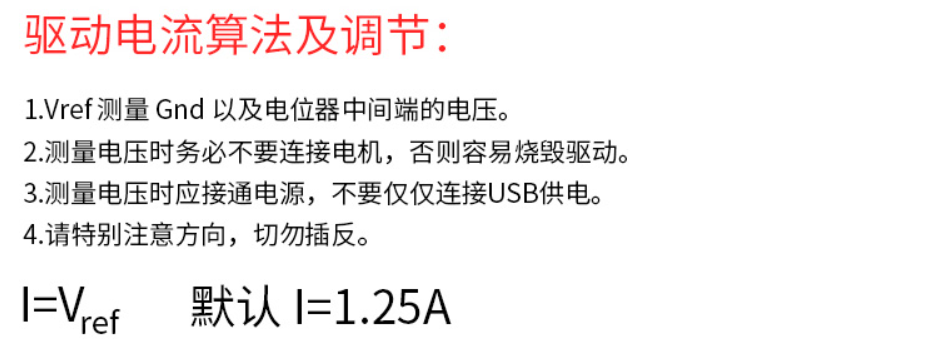 驱动电流算法及调节：
1.Vref 测量 Gnd 以及电位器中间端的电压。
2.测量电压时务必不要连接电机，否则容易烧毁驱动。
3.测量电压时应接通电源，不要仅仅连接USB供电。
4.请特别注意方向，切勿插反。
I=Vref 默认 I=1.25A